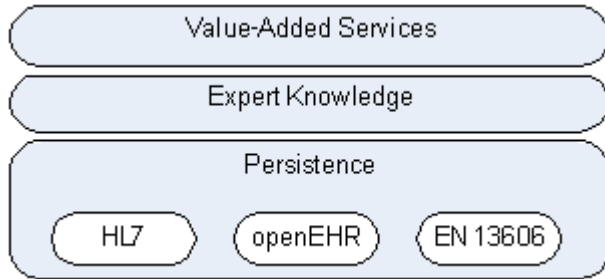 Value-Added Services
Expert Knowledge
Persistence
HL7
openEHR
EN 13606